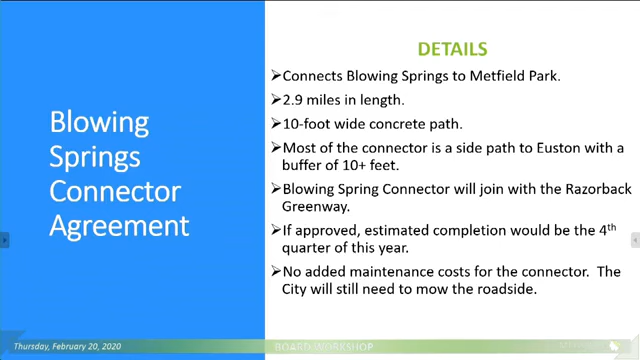 Blowing
Springs
Connector
Agreement
DETAILS
➢Connects Blowing Springs to Metfield Park.
➢2.9 miles in length.
➢10-foot wide concrete path.
➢Most of the connector is a side path to Euston with a
buffer of 10+ feet.
➢Blowing Spring Connector will join with the Razorback
Greenway.
➢If approved, estimated completion would be the 4th
quarter of this year.
➢No added maintenance costs for the connector. The
City will still need to mow the roadside.
Thursday, February 20, 2020
BOARD WORKSHOP